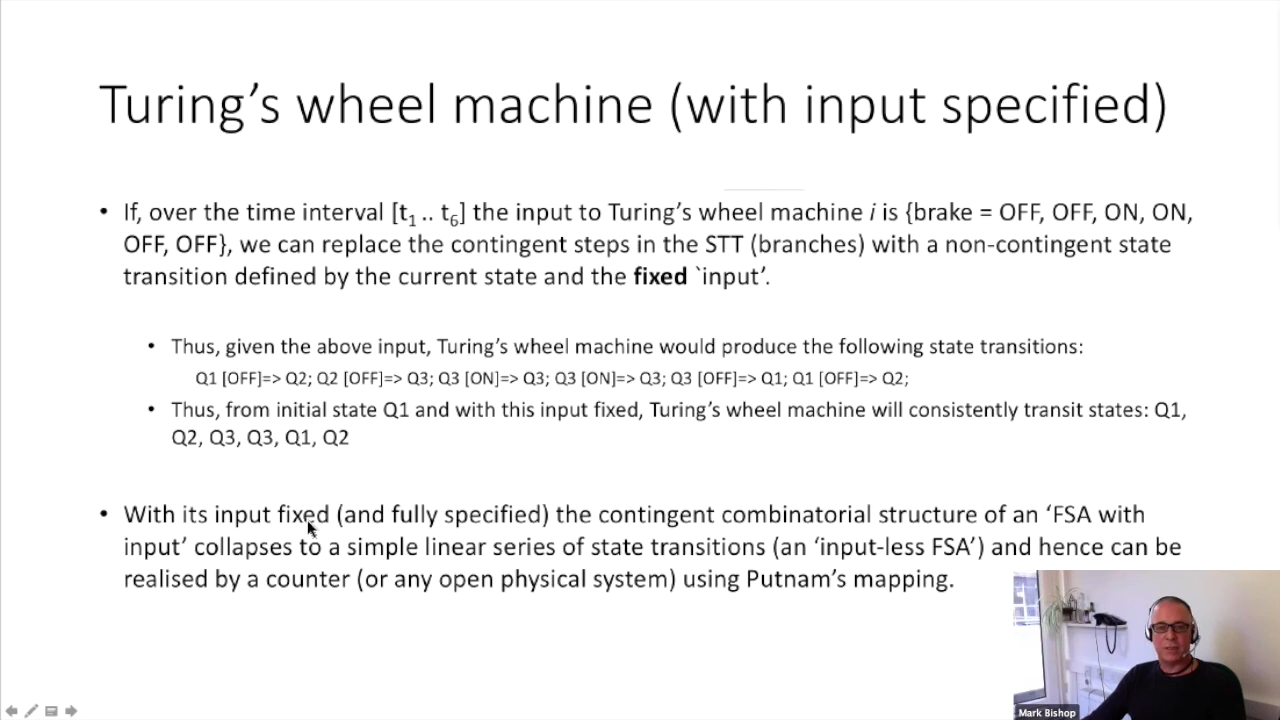 Turing’s wheel machine (with input specified)
• If, over the time interval [t₁ .. t₆] the input to Turing’s wheel machine i is {brake = OFF, OFF, ON, ON,
OFF, OFF}, we can replace the contingent steps in the STT (branches) with a non-contingent state
transition defined by the current state and the fixed `input’.
• Thus, given the above input, Turing’s wheel machine would produce the following state transitions:
Q1 [OFF]=> Q2; Q2 [OFF]=> Q3; Q3 [ON]=> Q3; Q3 [ON]=> Q3; Q3 [OFF]=> Q1; Q1 [OFF]=> Q2;
• Thus, from initial state Q1 and with this input fixed, Turing’s wheel machine will consistently transit states: Q1,
Q2, Q3, Q3, Q1, Q2
• With its input fixed (and fully specified) the contingent combinatorial structure of an ‘FSA with
input’ collapses to a simple linear series of state transitions (an ‘input-less FSA’) and hence can be
realised by a counter (or any open physical system) using Putnam’s mapping.
Mark Bishop